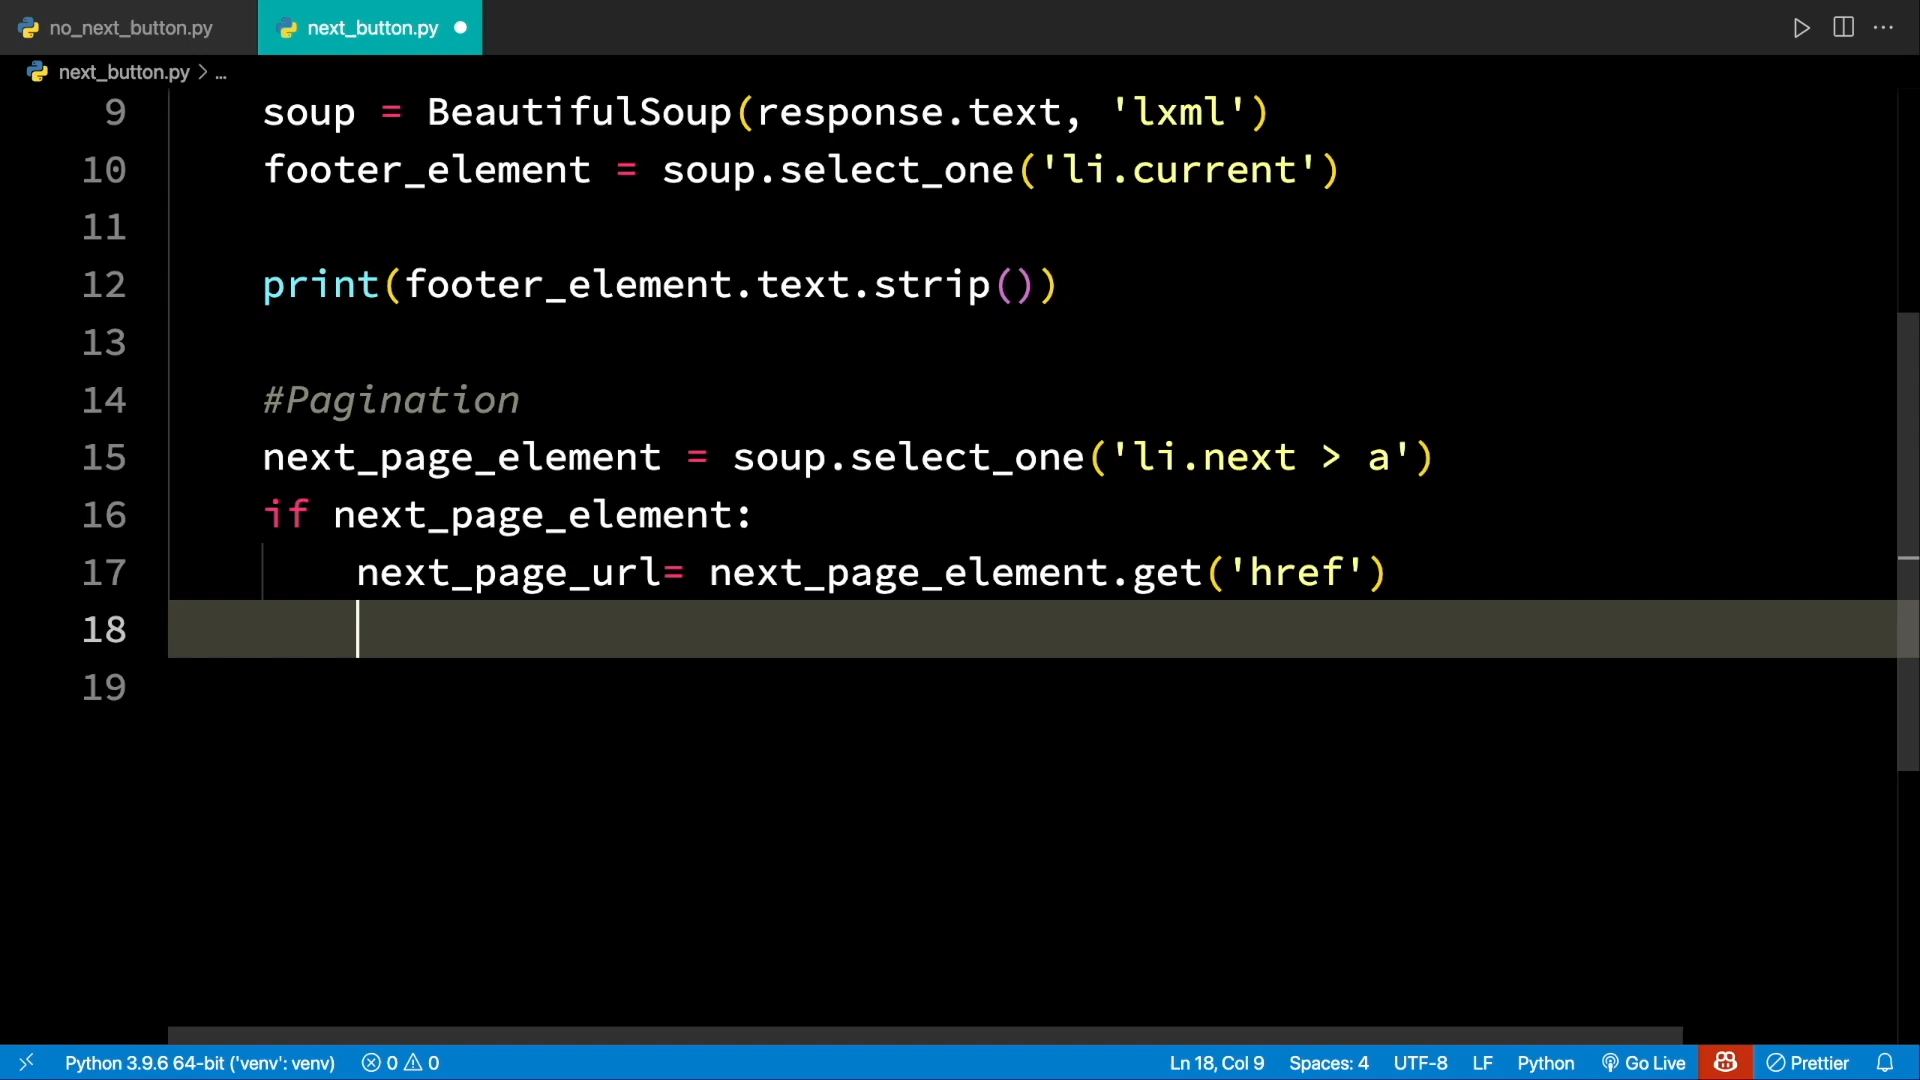 no_next_button.py
next_button.py
next_button.py > ...
9 soup = BeautifulSoup(response.text, 'lxml')
10 footer_element = soup.select_one('li.current')
11
12 print(footer_element.text.strip())
13
14 #Pagination
15 next_page_element = soup.select_one('li.next > a')
16 if next_page_element:
17 next_page_url= next_page_element.get('href')
18
19
Python 3.9.6 64-bit ('venv': venv) 0 0 Ln 18, Col 9 Spaces: 4 UTF-8 LF Python Go Live Prettier